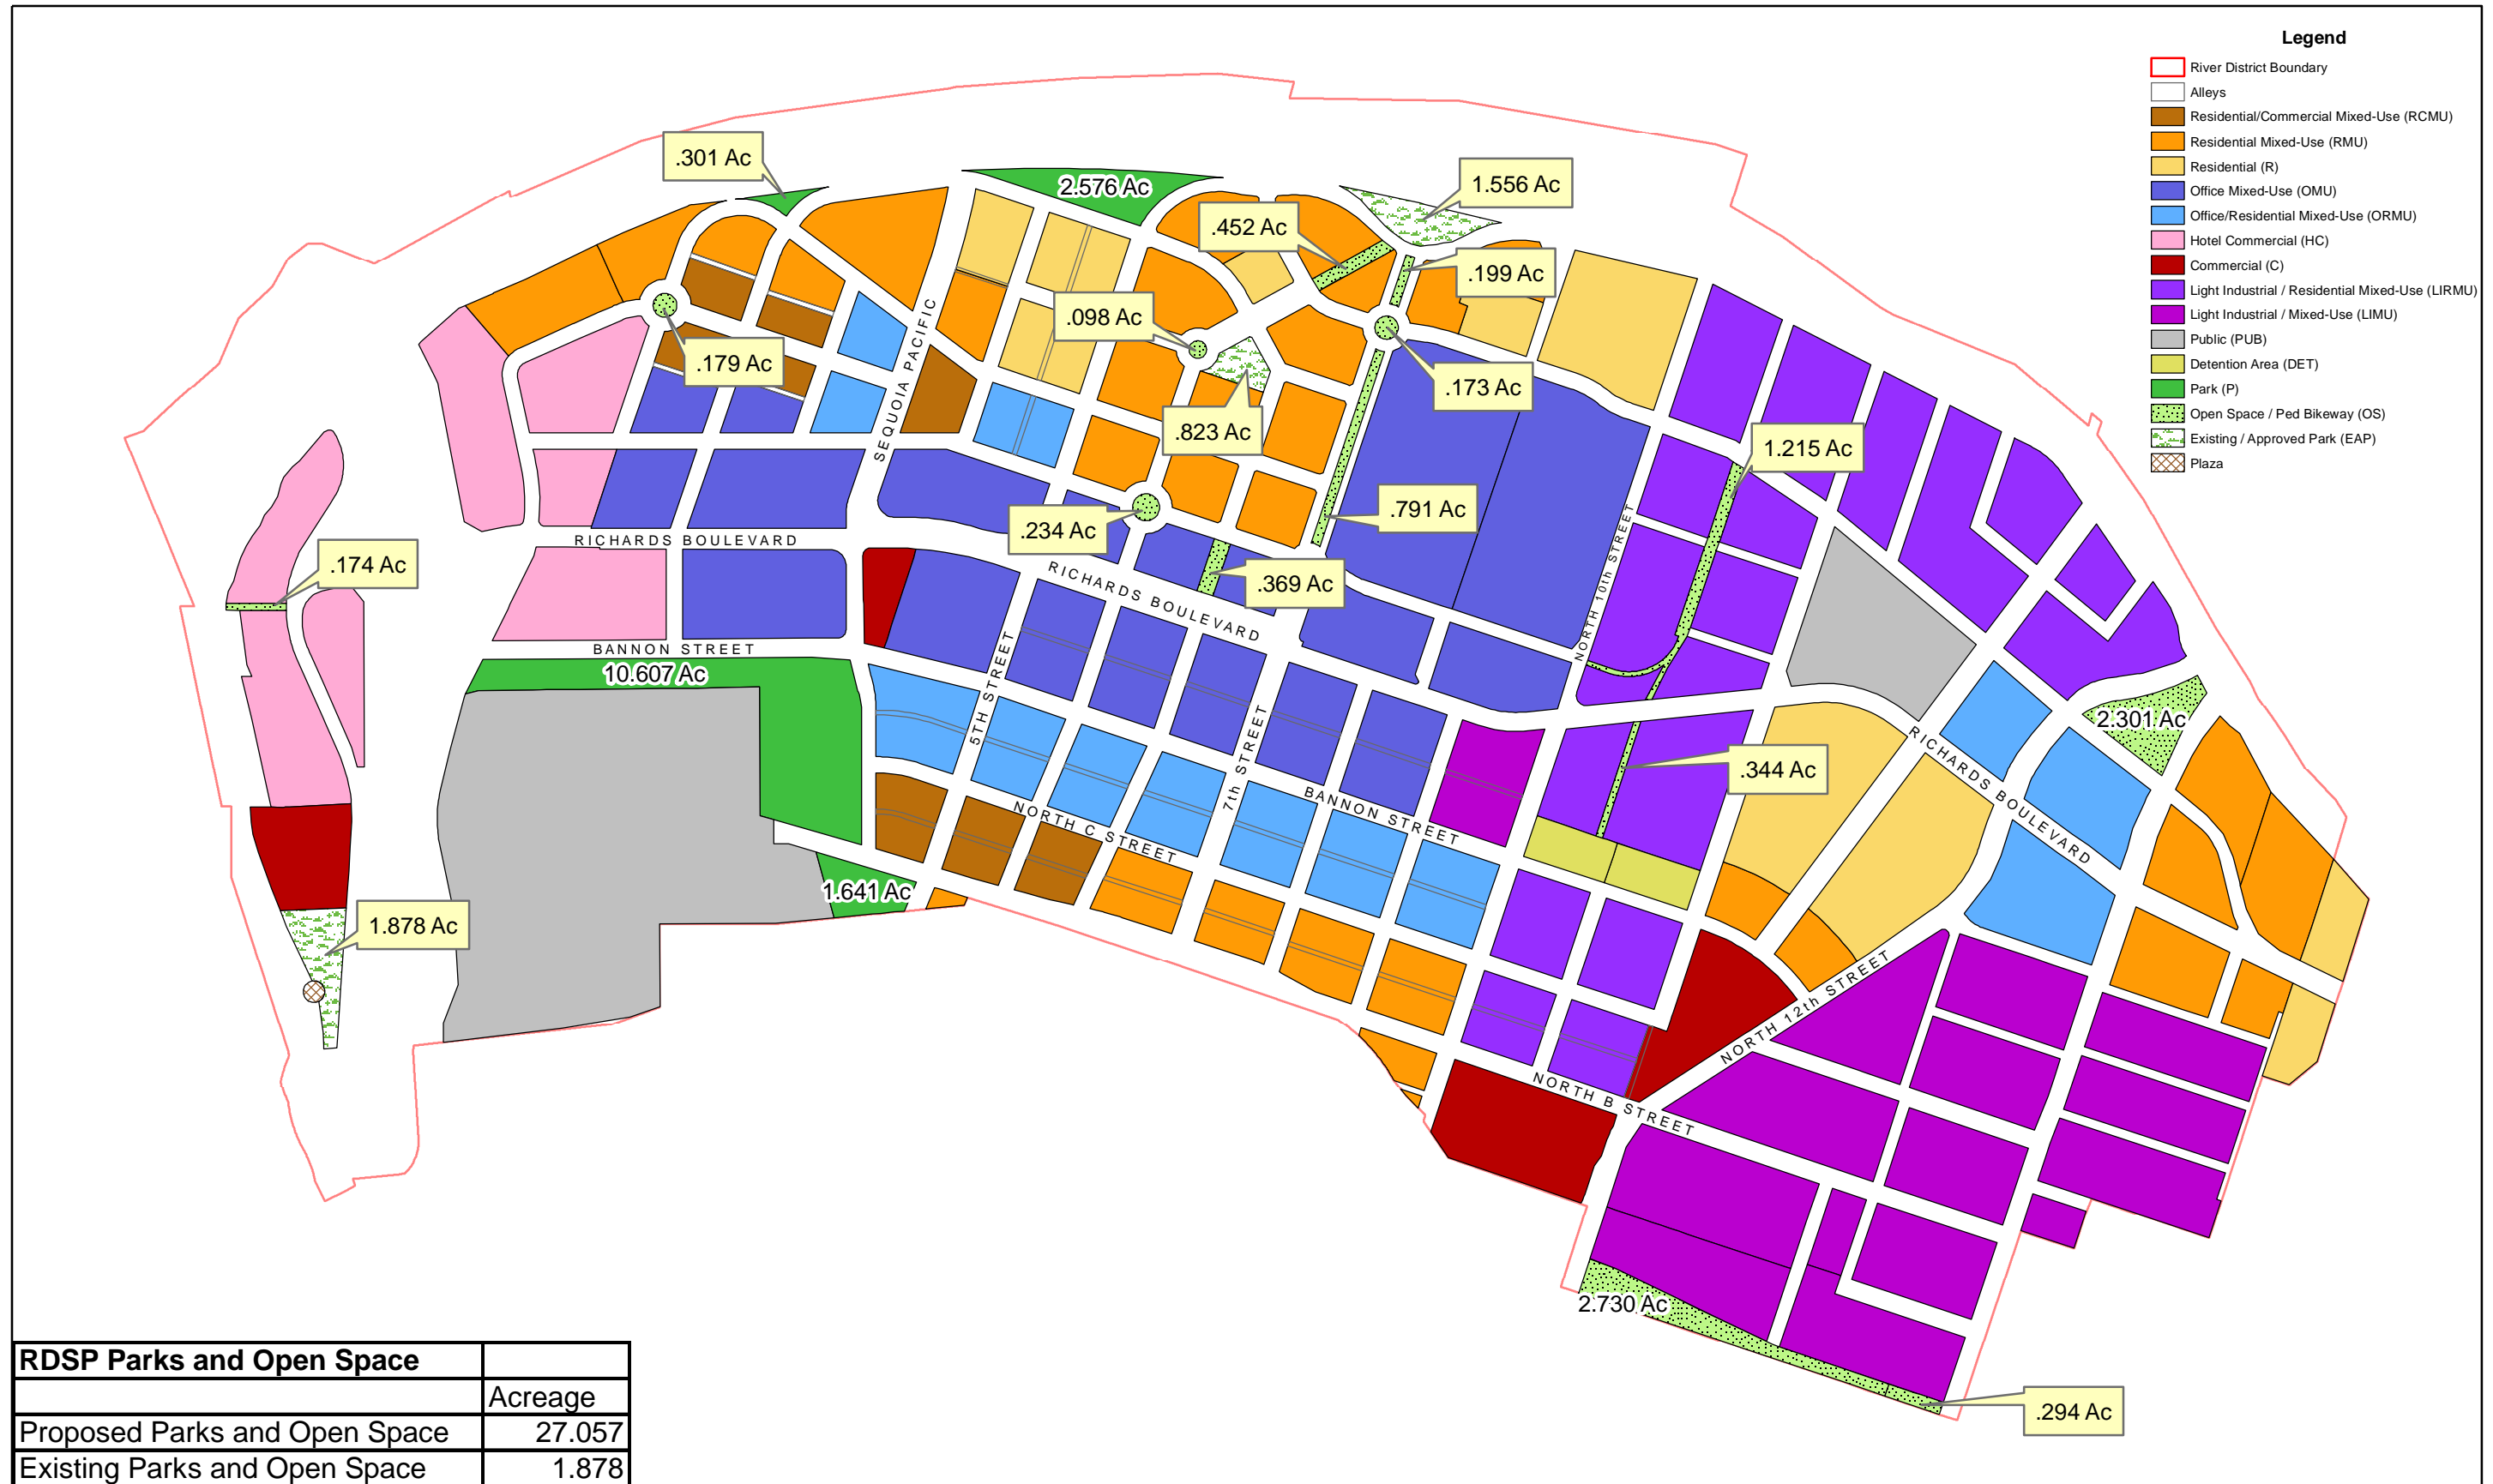 Legend
River District Boundary
Alleys
Residential/Commercial Mixed-Use (RCMU)
Residential Mixed-Use (RMU)
Residential (R)
Office Mixed-Use (OMU)
Office/Residential Mixed-Use (ORMU)
Hotel Commercial (HC)
Commercial (C)
Light Industrial / Residential Mixed-Use (LIRMU)
Light Industrial / Mixed-Use (LIMU)
Public (PUB)
Detention Area (DET)
Park (P)
Open Space / Ped Bikeway (OS)
Existing / Approved Park (EAP)
Plaza
.301 Ac
2.576 Ac
1.556 Ac
.452 Ac
.199 Ac
.098 Ac
.179 Ac
.173 Ac
.823 Ac
SEQUOIA PACIFIC
1.215 Ac
.791 Ac
.234 Ac
NORTH 10th STREET
RICHARDS BOULEVARD
.174 Ac
.369 Ac
RICHARDS BOULEVARD
BANNON STREET
10.607 Ac
5TH STREET
7th STREET
2.301 Ac
RICHARDS BOULEVARD
.344 Ac
BANNON STREET
NORTH C STREET
1.641 Ac
1.878 Ac
NORTH 12th STREET
NORTH B STREET
2.730 Ac
.294 Ac
RDSP Parks and Open Space
Acreage
Proposed Parks and Open Space 27.057
Existing Parks and Open Space 1.878